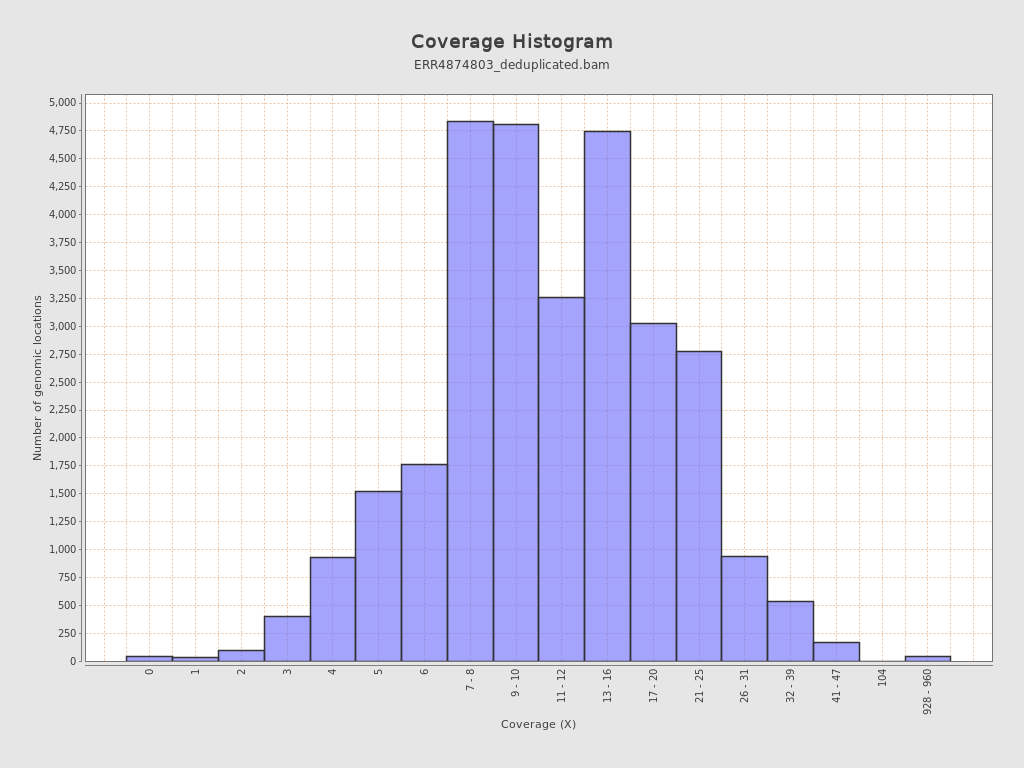 Coverage Histogram
ERR4874803_deduplicated.bam
Number of genomic locations
5,000
4,750
4,500
4,250
4,000
3,750
3,500
3,250
3,000
2,750
2,500
2,250
2,000
1,750
1,500
1,250
1,000
750
500
250
0
0
1
2
3
4
5
6
7 - 8
9 - 10
11 - 12
13 - 16
17 - 20
21 - 25
26 - 31
32 - 39
41 - 47
104
928 - 960
Coverage (X)